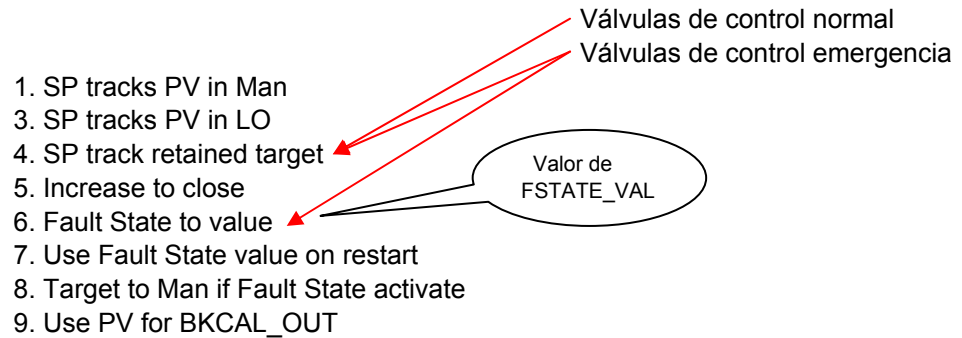 Válvulas de control normal
Válvulas de control emergencia
1. SP tracks PV in Man
3. SP tracks PV in LO
4. SP track retained target
5. Increase to close
6. Fault State to value
7. Use Fault State value on restart
8. Target to Man if Fault State activate
9. Use PV for BKCAL_OUT
Valor de
FSTATE_VAL